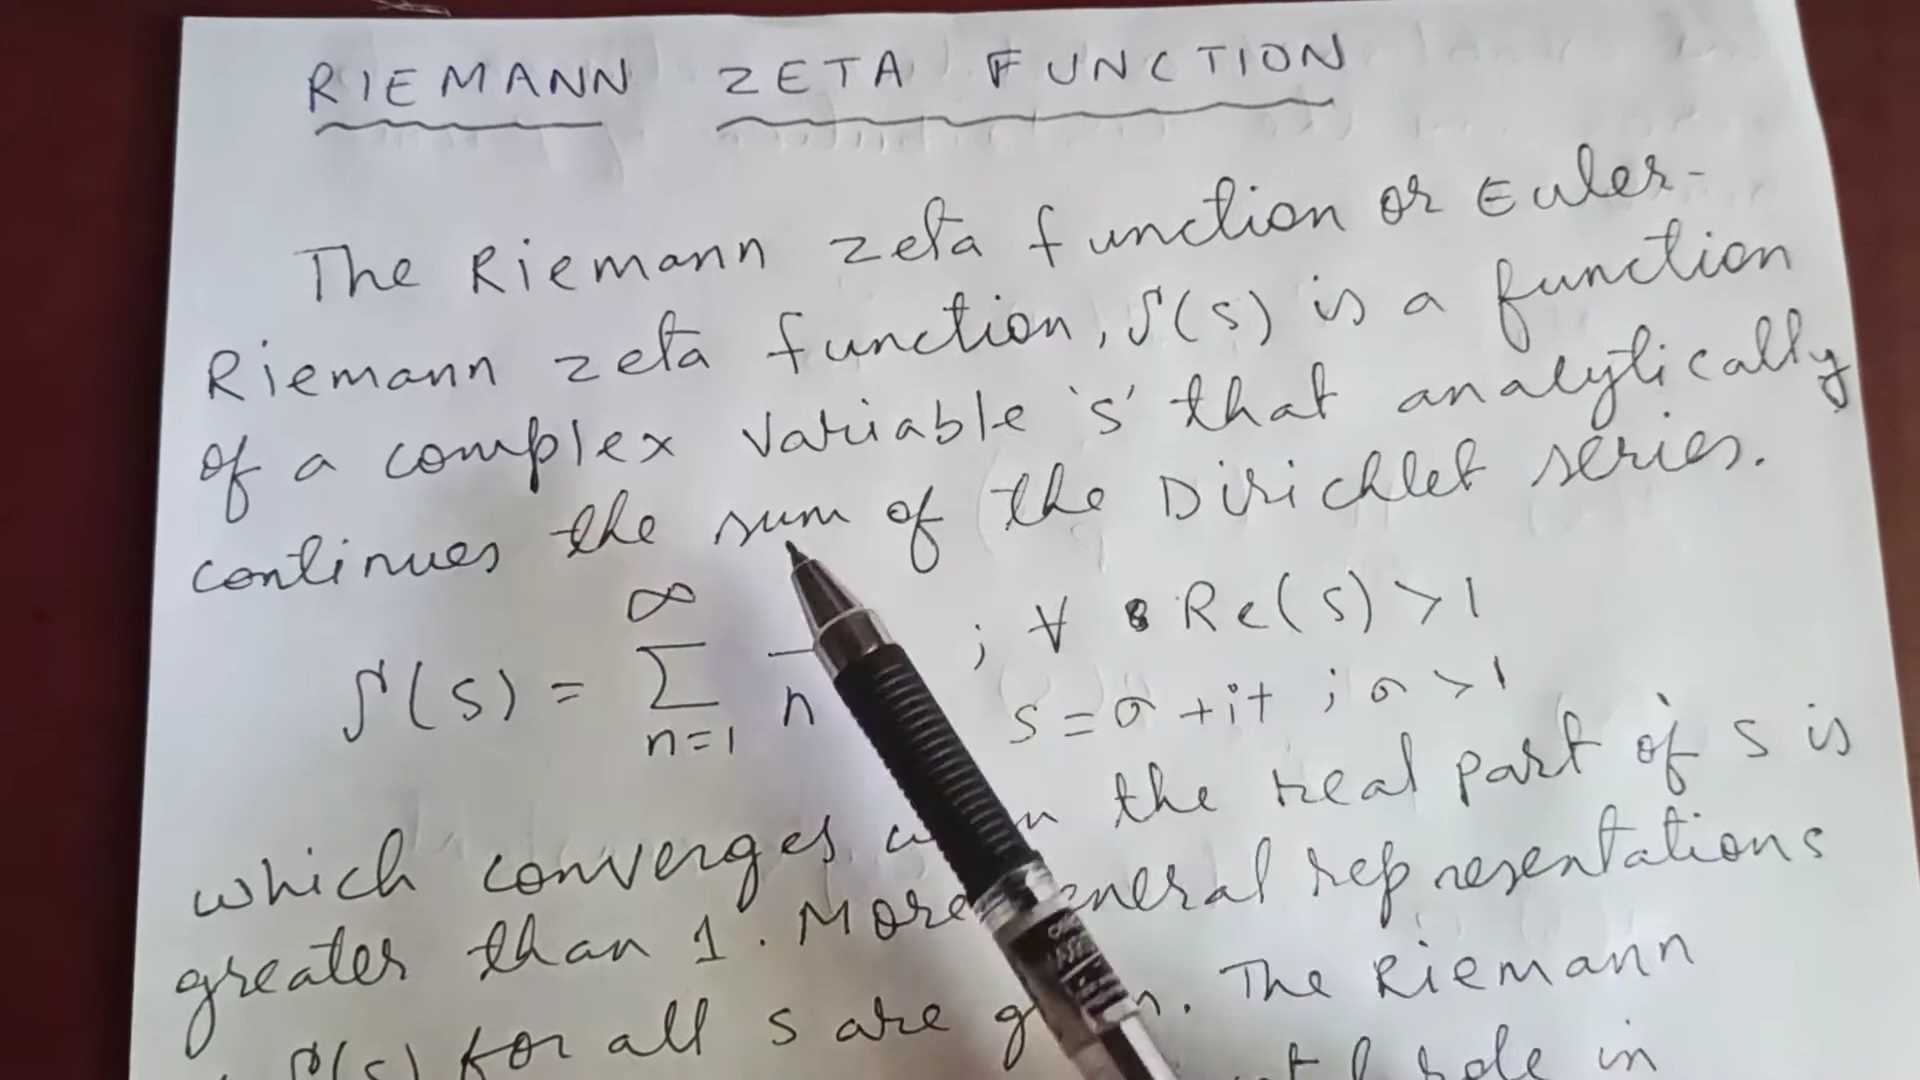 RIEMANN ZETA FUNCTION
The Riemann zeta function or Euler-
Riemann zeta function, ζ(s) is a function
of a complex variable 's' that analytically
continues the sum of the Dirichlet series.
ζ(s) = ∑ n=1 ∞ n ; ∀ Re(s) > 1
s = σ + it ; σ > 1
which converges the real part of s is
greater than 1. More representations
ζ(s) for all s are The Riemann
role in